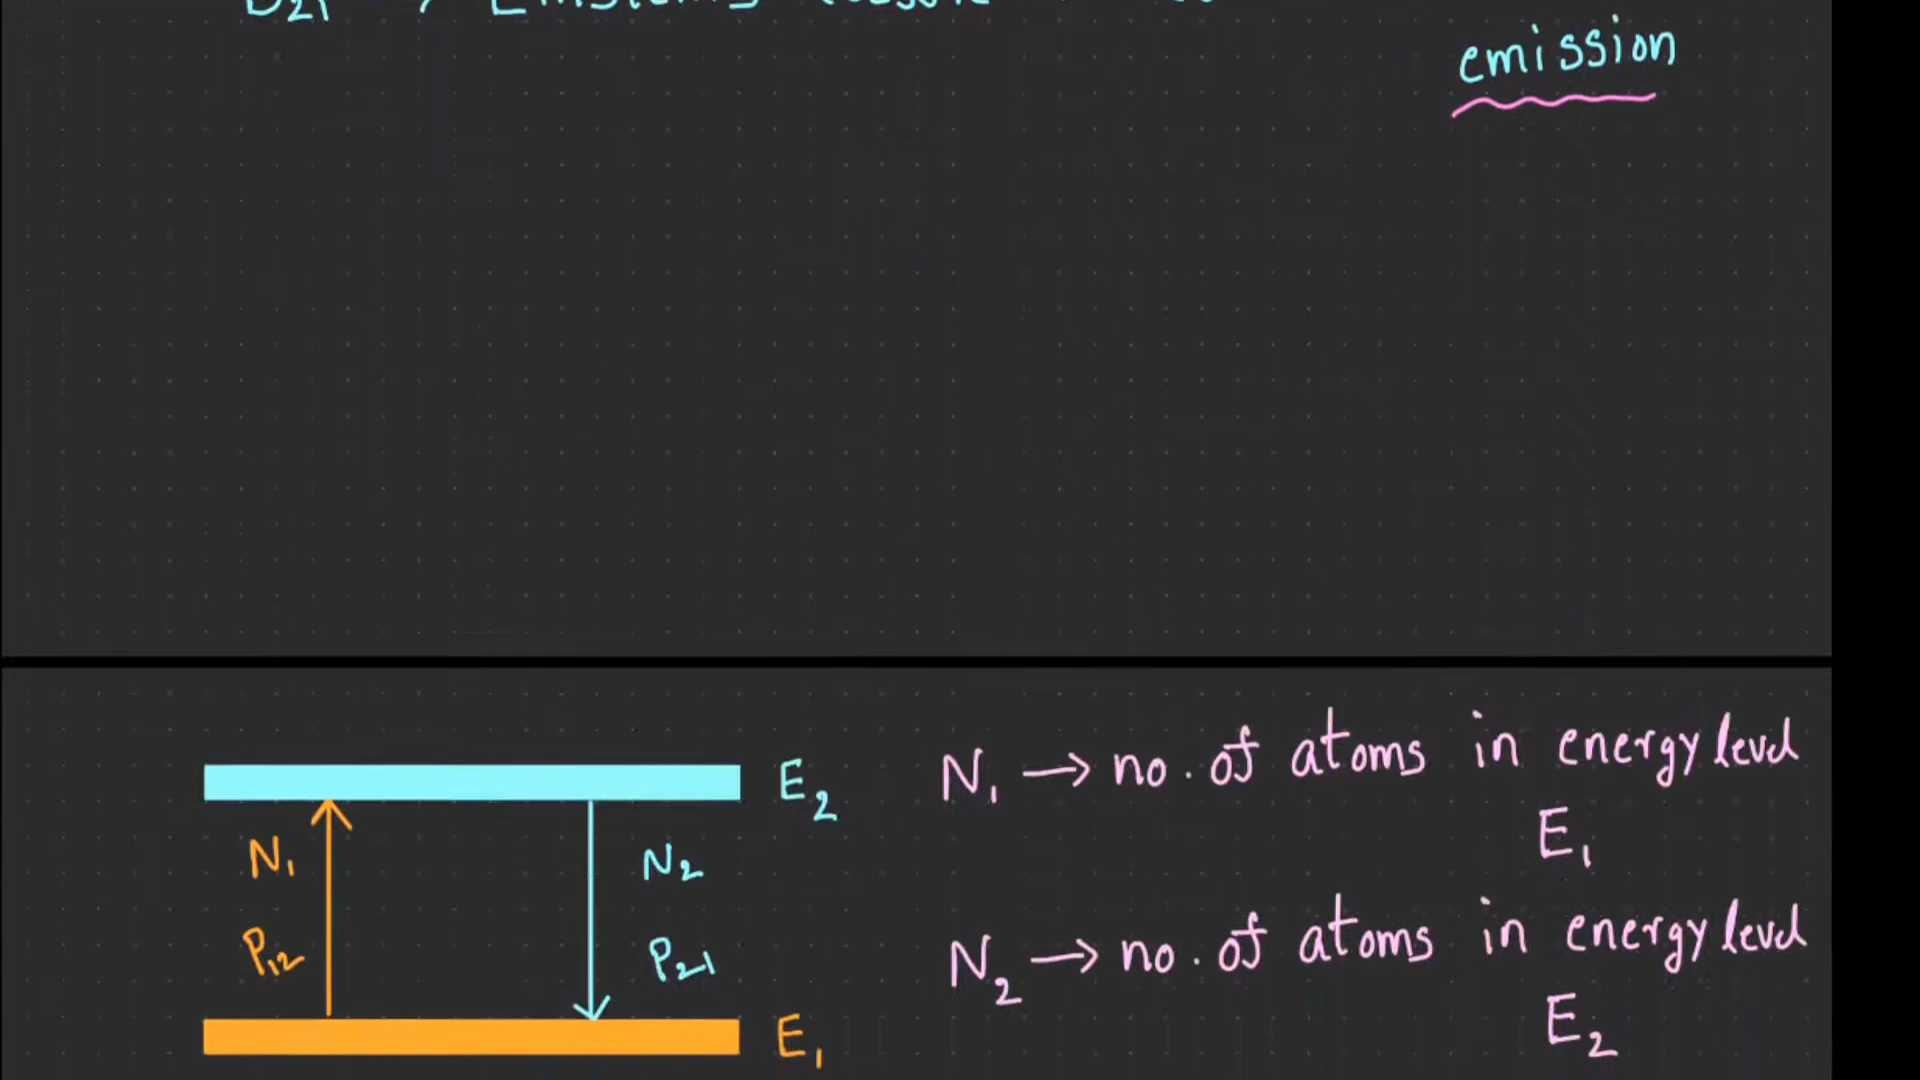 emission
E2
N1 → no. of atoms in energy level
E1
N1
N2
P12
P21
N2 → no. of atoms in energy level
E2
E1